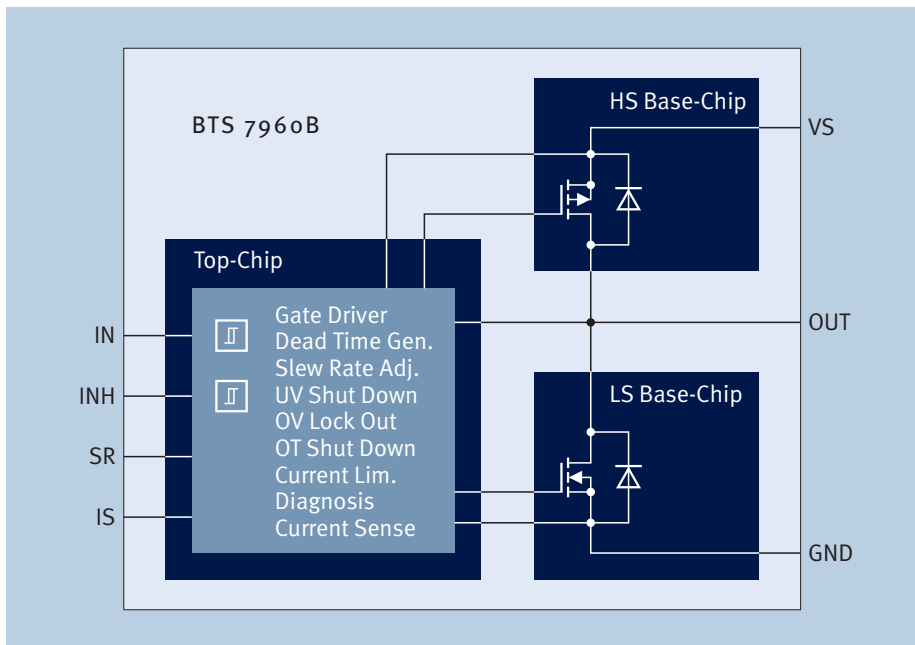 BTS 7960B
HS Base-Chip
VS
Top-Chip
Gate Driver
Dead Time Gen.
Slew Rate Adj.
UV Shut Down
OV Lock Out
OT Shut Down
Current Lim.
Diagnosis
Current Sense
IN
INH
SR
IS
OUT
LS Base-Chip
GND